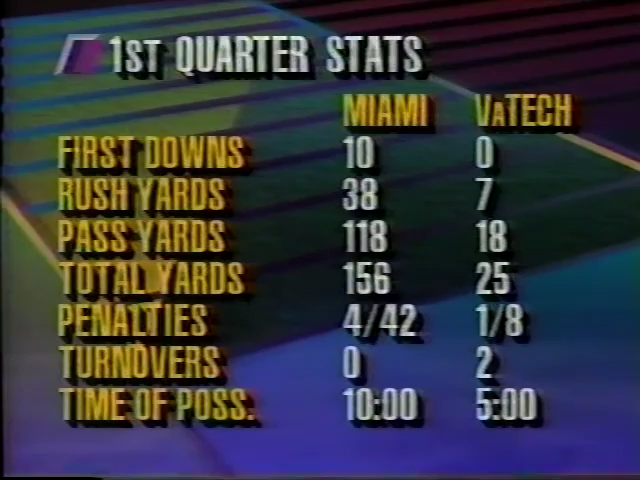 1ST QUARTER STATS
MIAMI VATECH
FIRST DOWNS 10 0
RUSH YARDS 38 7
PASS YARDS 118 18
TOTAL YARDS 156 25
PENALTIES 4/42 1/8
TURNOVERS 0 2
TIME OF POSS. 10:00 5:00